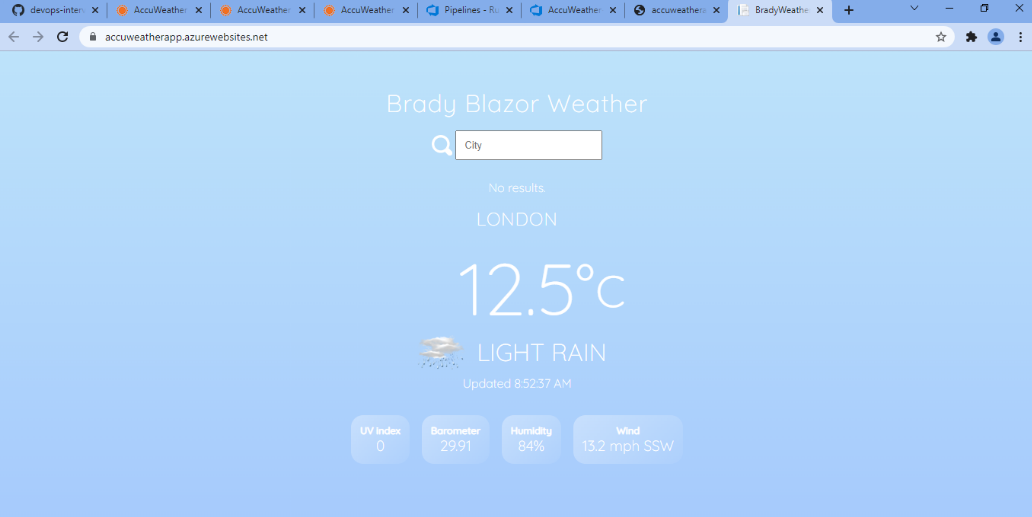 devops-interv
AccuWeather
AccuWeather
AccuWeather
Pipelines - Ru
AccuWeather
accuweathera
BradyWeathe
accuweatherapp.azurewebsites.net
Brady Blazor Weather
City
No results.
LONDON
12.5°C
LIGHT RAIN
Updated 8:52:37 AM
UV index Barometer Humidity Wind
0 29.91 84% 13.2 mph SSW